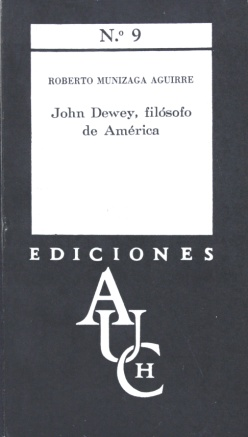 N.º 9
ROBERTO MUNIZAGA AGUIRRE
John Dewey, filósofo
de América
EDICIONES
AUCH